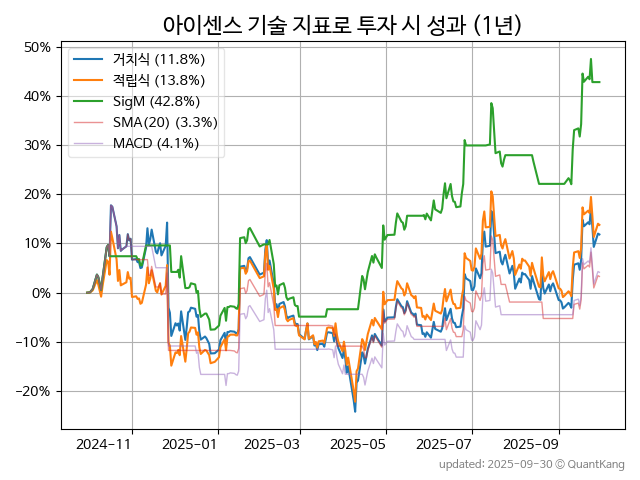 아이센스 기술 지표로 투자 시 성과 (1년)
거치식 (11.8%)
적립식 (13.8%)
SigM (42.8%)
SMA(20) (3.3%)
MACD (4.1%)
50%
40%
30%
20%
10%
0%
−10%
−20%
2024-11 2025-01 2025-03 2025-05 2025-07 2025-09
updated: 2025-09-30 © QuantKang